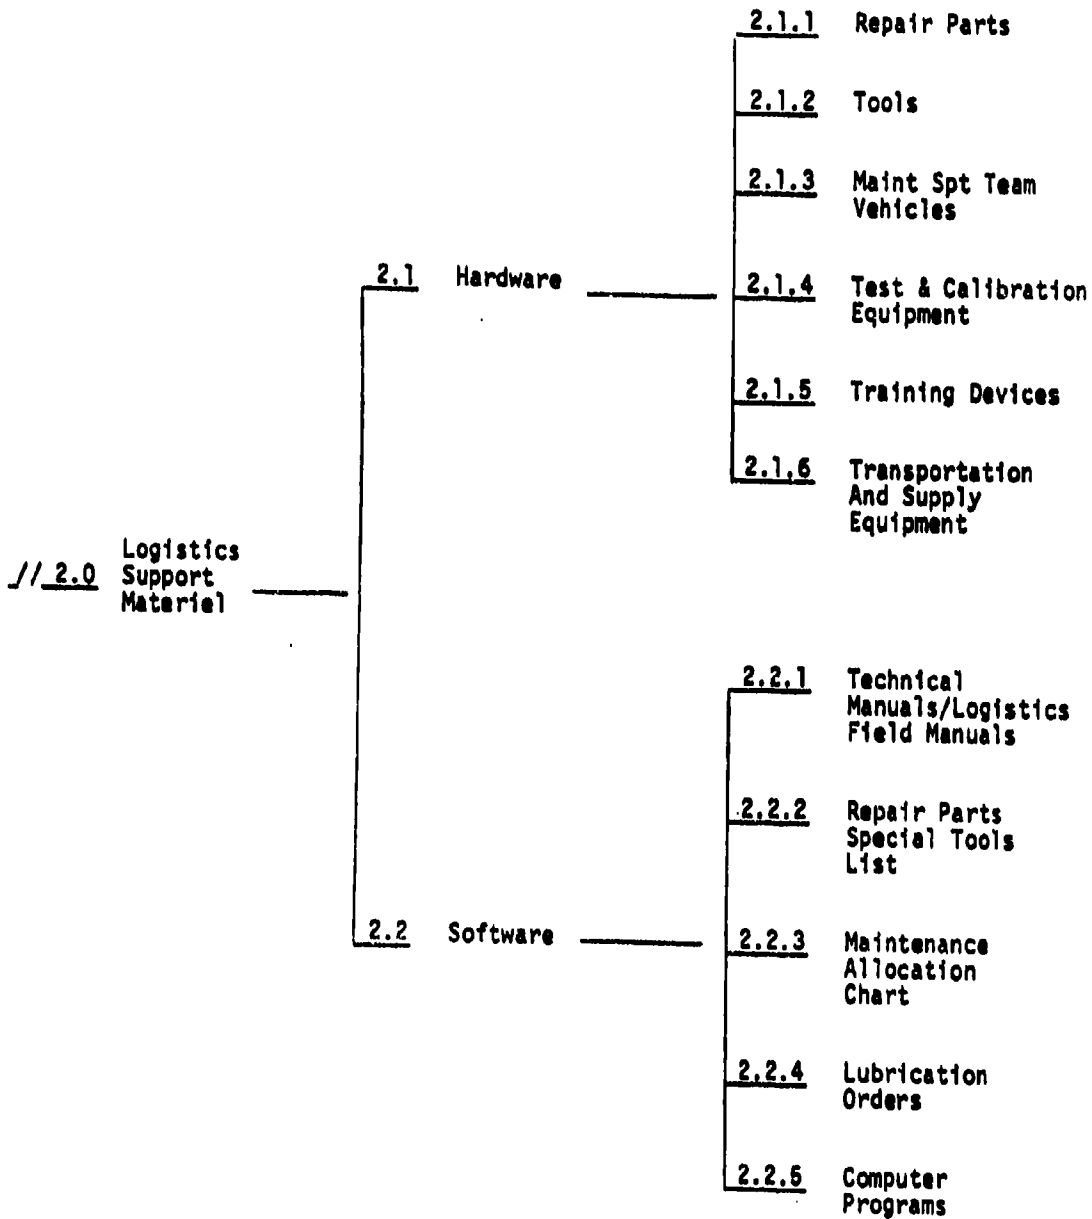 2.1.1 Repair Parts
2.1.2 Tools
2.1.3 Maint Spt Team
Vehicles
2.1 Hardware
2.1.4 Test & Calibration
Equipment
2.1.5 Training Devices
2.1.6 Transportation
And Supply
Equipment
// 2.0 Logistics
Support
Materiel
2.2.1 Technical
Manuals/Logistics
Field Manuals
2.2.2 Repair Parts
Special Tools
List
2.2 Software
2.2.3 Maintenance
Allocation
Chart
2.2.4 Lubrication
Orders
2.2.5 Computer
Programs